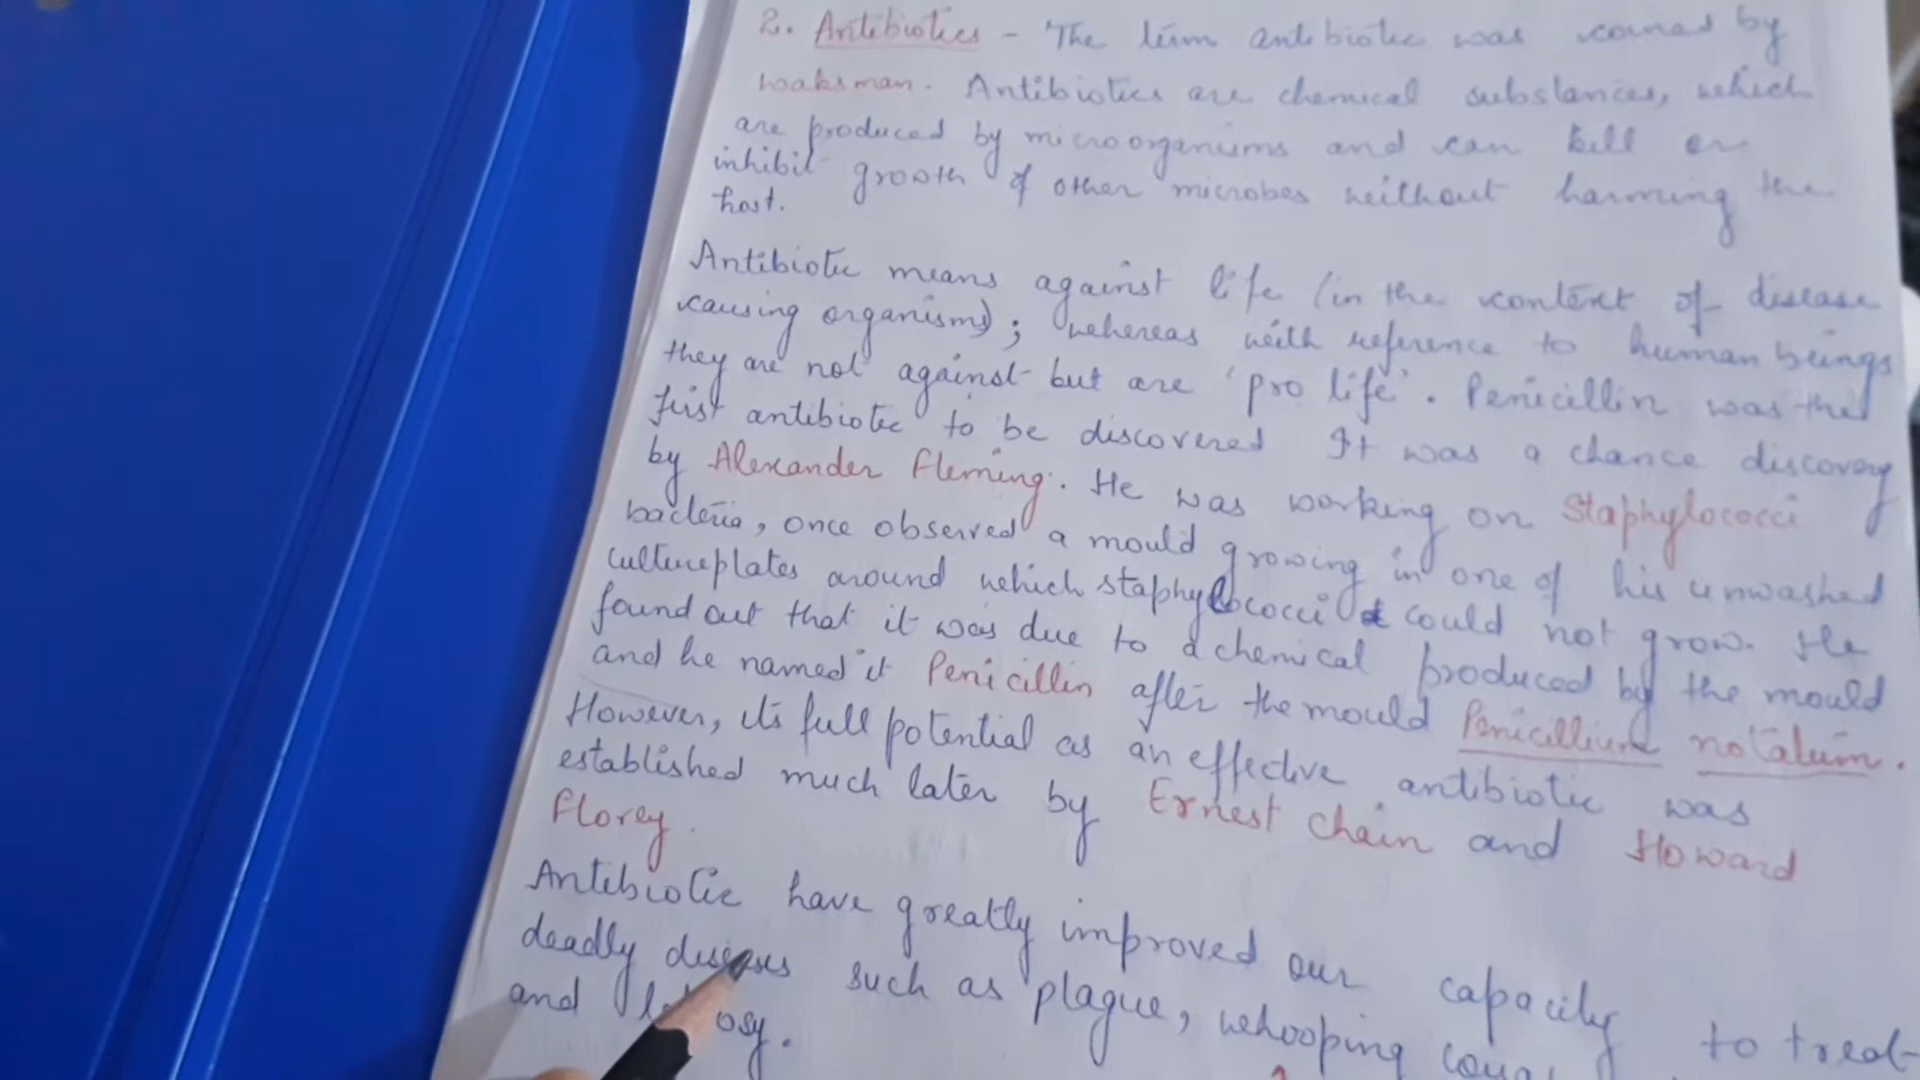 2. Antibiotics - The term antibiotic was coined by
Waksman. Antibiotics are chemical substances, which
are produced by microorganisms and can kill or
inhibit growth of other microbes without harming the
host.
Antibiotic means against life (in the context of disease
causing organisms); whereas with reference to human beings
they are not against but are 'pro life'. Penicillin was the
first antibiotic to be discovered It was a chance discovery
by Alexander Fleming. He was working on Staphylococci
bacteria, once observed a mould growing in one of his unwashed
culture plates around which staphylococci could not grow. He
found out that it was due to a chemical produced by the mould
and he named it Penicillin after the mould Penicillium notatum.
However, its full potential as an effective antibiotic was
established much later by Ernest Chain and Howard
Florey.
Antibiotic have greatly improved our capacity to treat
deadly diseases such as plague, whooping
and